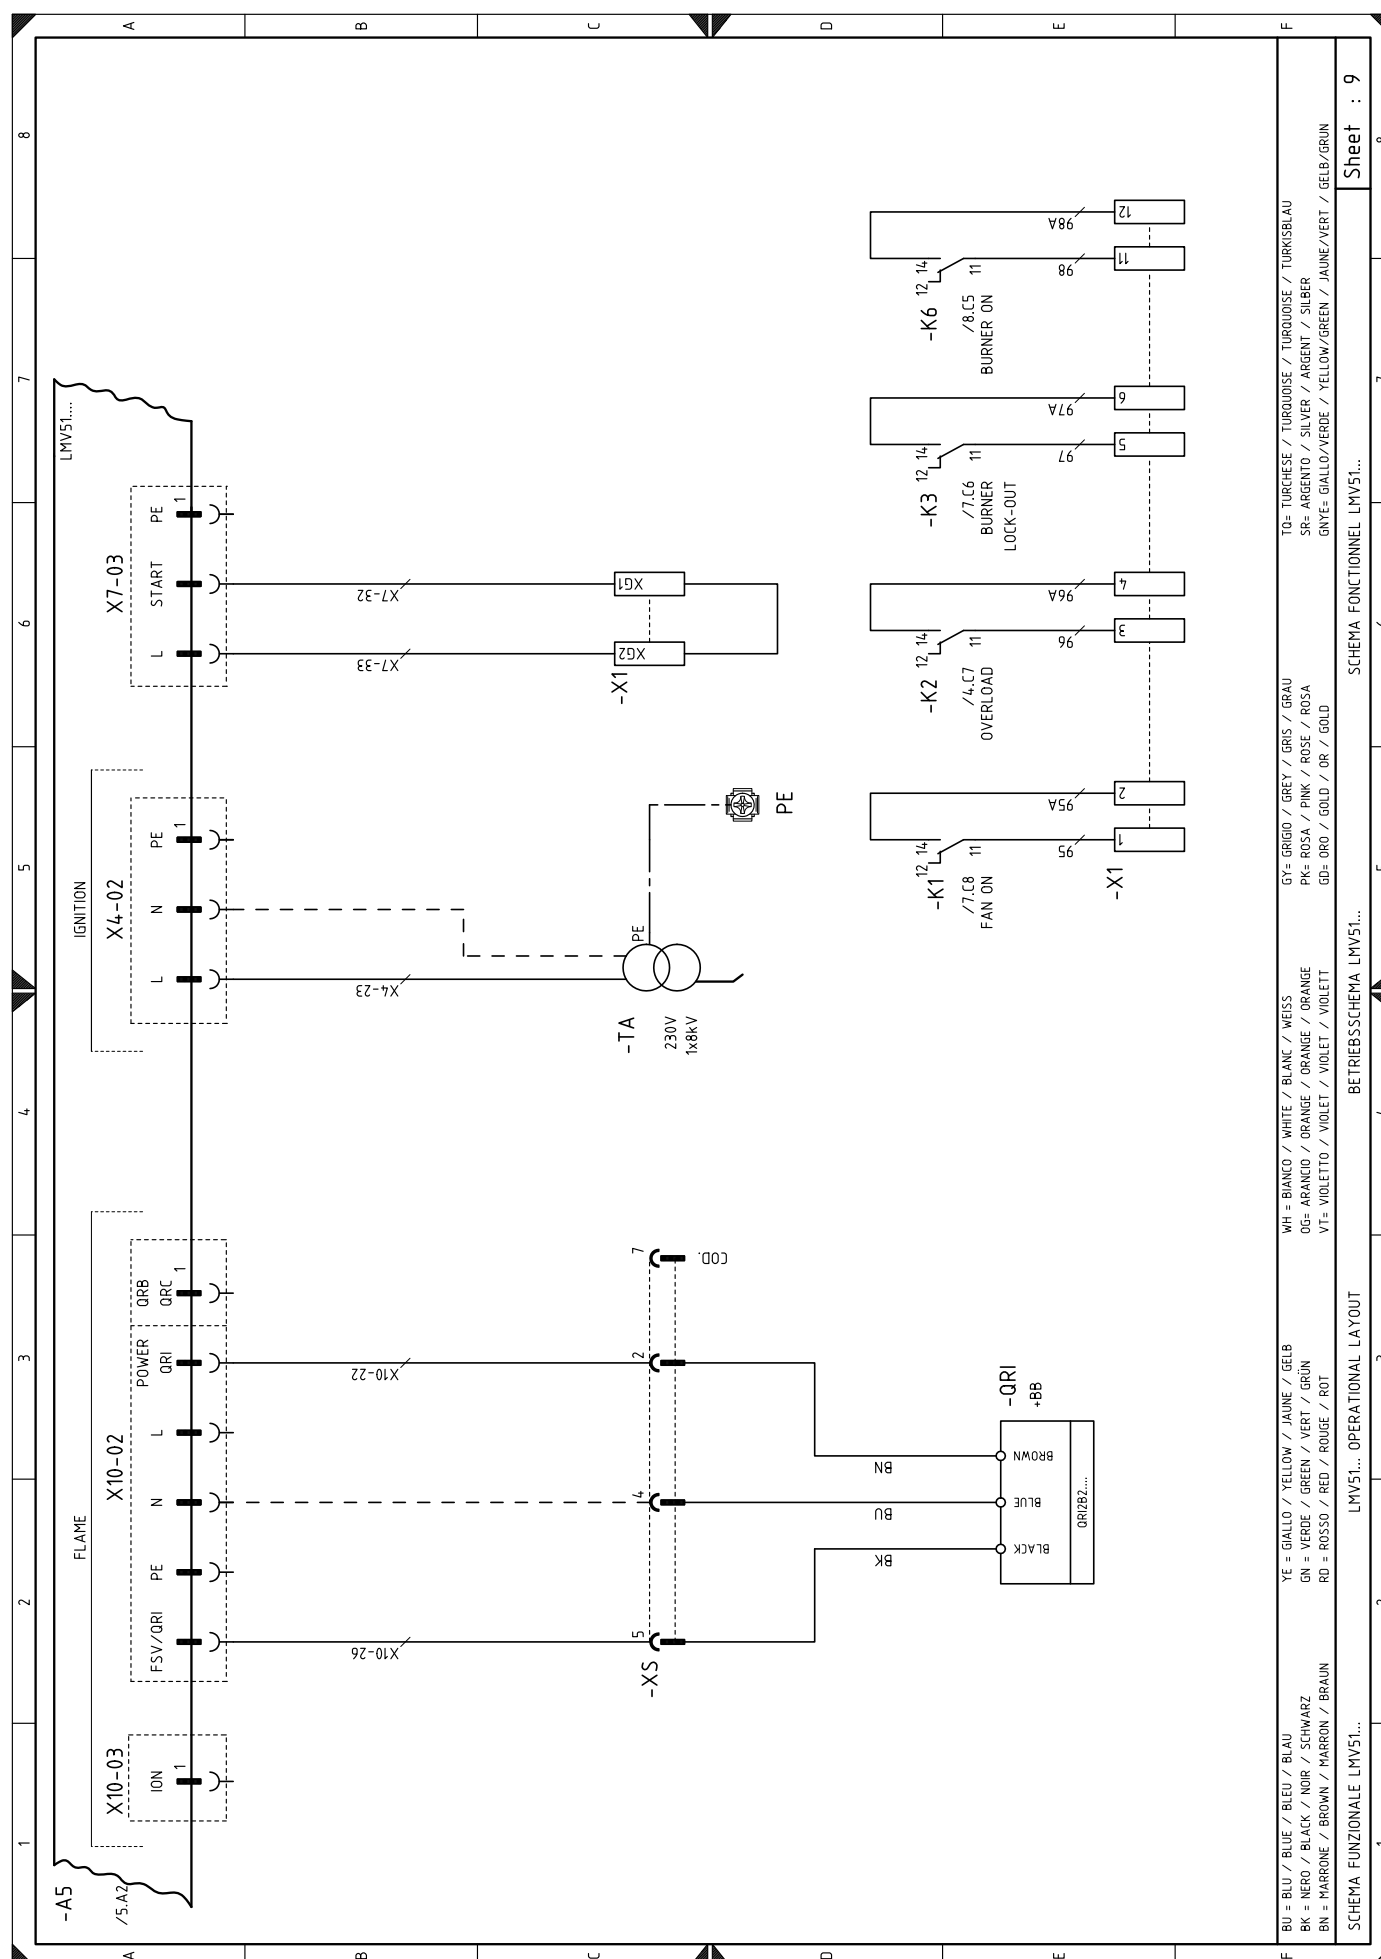 1 2 3 4 5 6 7 8
A B C D E F
-A5
/5.A2
LMV51....
FLAME
X10-03
ION
1
X10-02
FSV/QRI
PE
N
L
POWER
QRI
QRB
QRC
1
IGNITION
X4-02
L
N
PE
1
X7-03
L
START
PE
1
X10-26
X10-22
X4-23
X7-33
X7-32
-XS
5
4
2
7
COD.
-TA
230V
1x8kV
PE
PE
-X1
XG2
XG1
BK
BU
BN
BLACK
BLUE
BROWN
QRI2B2....
-QRI
+BB
-K1
12 14
11
/7.C8
FAN ON
95
95A
-X1
1
2
-K2
12 14
11
/4.C7
OVERLOAD
96
96A
3
4
-K3
12 14
11
/7.C6
BURNER
LOCK-OUT
97
97A
5
6
-K6
12 14
11
/8.C5
BURNER ON
98
98A
11
12
A B C D E F
BU = BLU / BLUE / BLEU / BLAU
BK = NERO / BLACK / NOIR / SCHWARZ
BN = MARRONE / BROWN / MARRON / BRAUN
YE = GIALLO / YELLOW / JAUNE / GELB
GN = VERDE / GREEN / VERT / GRÜN
RD = ROSSO / RED / ROUGE / ROT
WH = BIANCO / WHITE / BLANC / WEISS
OG= ARANCIO / ORANGE / ORANGE / ORANGE
VT= VIOLETTO / VIOLET / VIOLET / VIOLETT
GY= GRIGIO / GREY / GRIS / GRAU
PK= ROSA / PINK / ROSE / ROSA
GD= ORO / GOLD / OR / GOLD
TQ= TURCHESE / TURQUOISE / TURQUOISE / TURKISBLAU
SR= ARGENTO / SILVER / ARGENT / SILBER
GNYE= GIALLO/VERDE / YELLOW/GREEN / JAUNE/VERT / GELB/GRUN
SCHEMA FUNZIONALE LMV51...
LMV51... OPERATIONAL LAYOUT
BETRIEBSSCHEMA LMV51...
SCHEMA FONCTIONNEL LMV51...
Sheet : 9